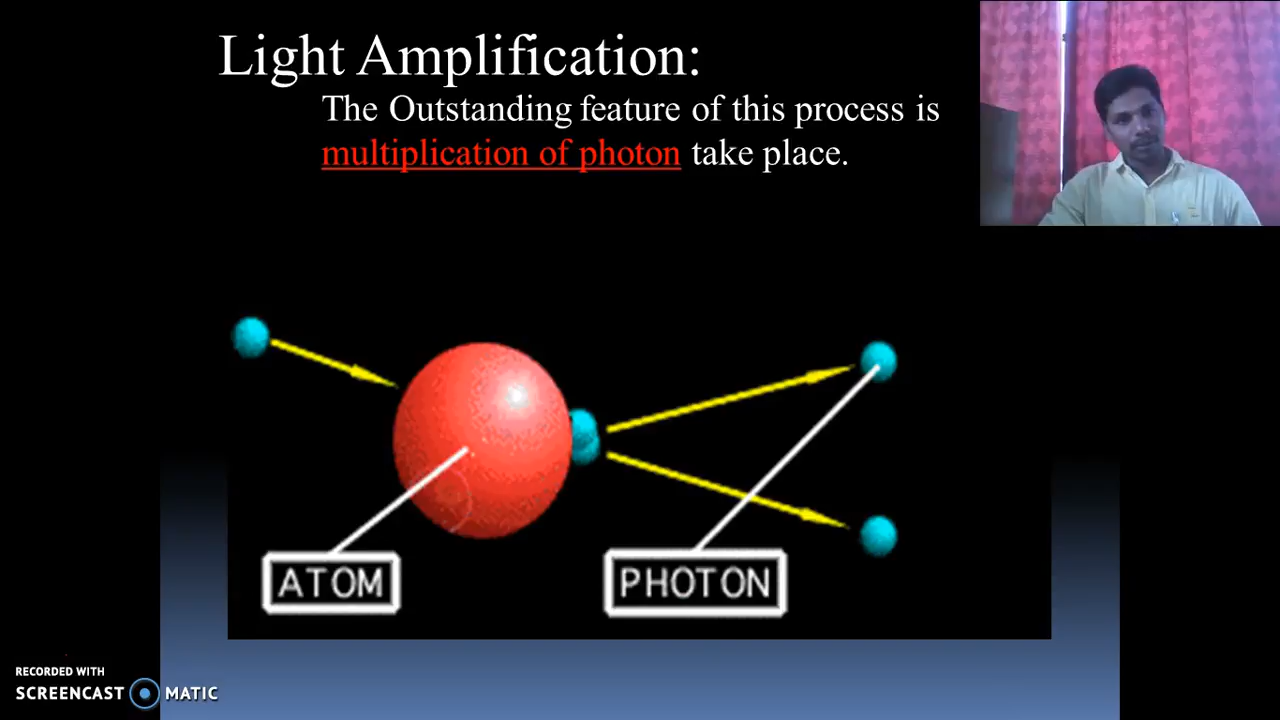 Light Amplification:
The Outstanding feature of this process is
multiplication of photon take place.
ATOM
PHOTON
RECORDED WITH
SCREENCAST MATIC